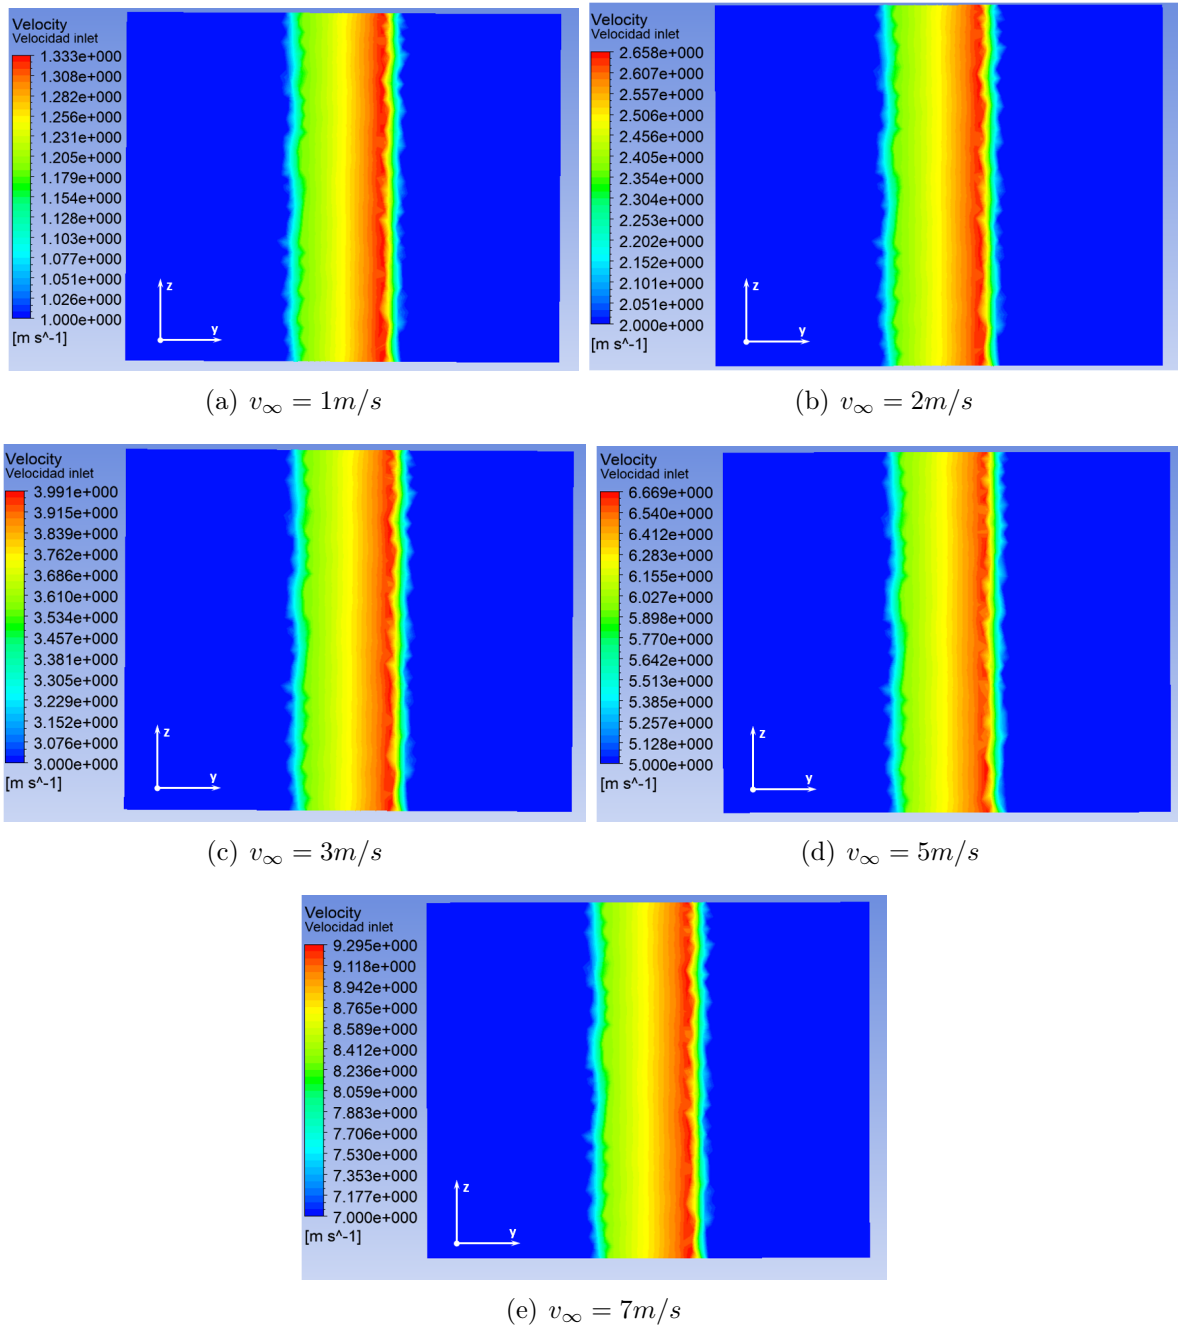 Velocity
Velocidad inlet
1.333e+000
1.308e+000
1.282e+000
1.256e+000
1.231e+000
1.205e+000
1.179e+000
1.154e+000
1.128e+000
1.103e+000
1.077e+000
1.051e+000
1.026e+000
1.000e+000
[m s^-1]
z
y
(a) v∞ = 1m/s
Velocity
Velocidad inlet
2.658e+000
2.607e+000
2.557e+000
2.506e+000
2.456e+000
2.405e+000
2.354e+000
2.304e+000
2.253e+000
2.202e+000
2.152e+000
2.101e+000
2.051e+000
2.000e+000
[m s^-1]
z
y
(b) v∞ = 2m/s
Velocity
Velocidad inlet
3.991e+000
3.915e+000
3.839e+000
3.762e+000
3.686e+000
3.610e+000
3.534e+000
3.457e+000
3.381e+000
3.305e+000
3.229e+000
3.152e+000
3.076e+000
3.000e+000
[m s^-1]
z
y
(c) v∞ = 3m/s
Velocity
Velocidad inlet
6.669e+000
6.540e+000
6.412e+000
6.283e+000
6.155e+000
6.027e+000
5.898e+000
5.770e+000
5.642e+000
5.513e+000
5.385e+000
5.257e+000
5.128e+000
5.000e+000
[m s^-1]
z
y
(d) v∞ = 5m/s
Velocity
Velocidad inlet
9.295e+000
9.118e+000
8.942e+000
8.765e+000
8.589e+000
8.412e+000
8.236e+000
8.059e+000
7.883e+000
7.706e+000
7.530e+000
7.353e+000
7.177e+000
7.000e+000
[m s^-1]
z
y
(e) v∞ = 7m/s